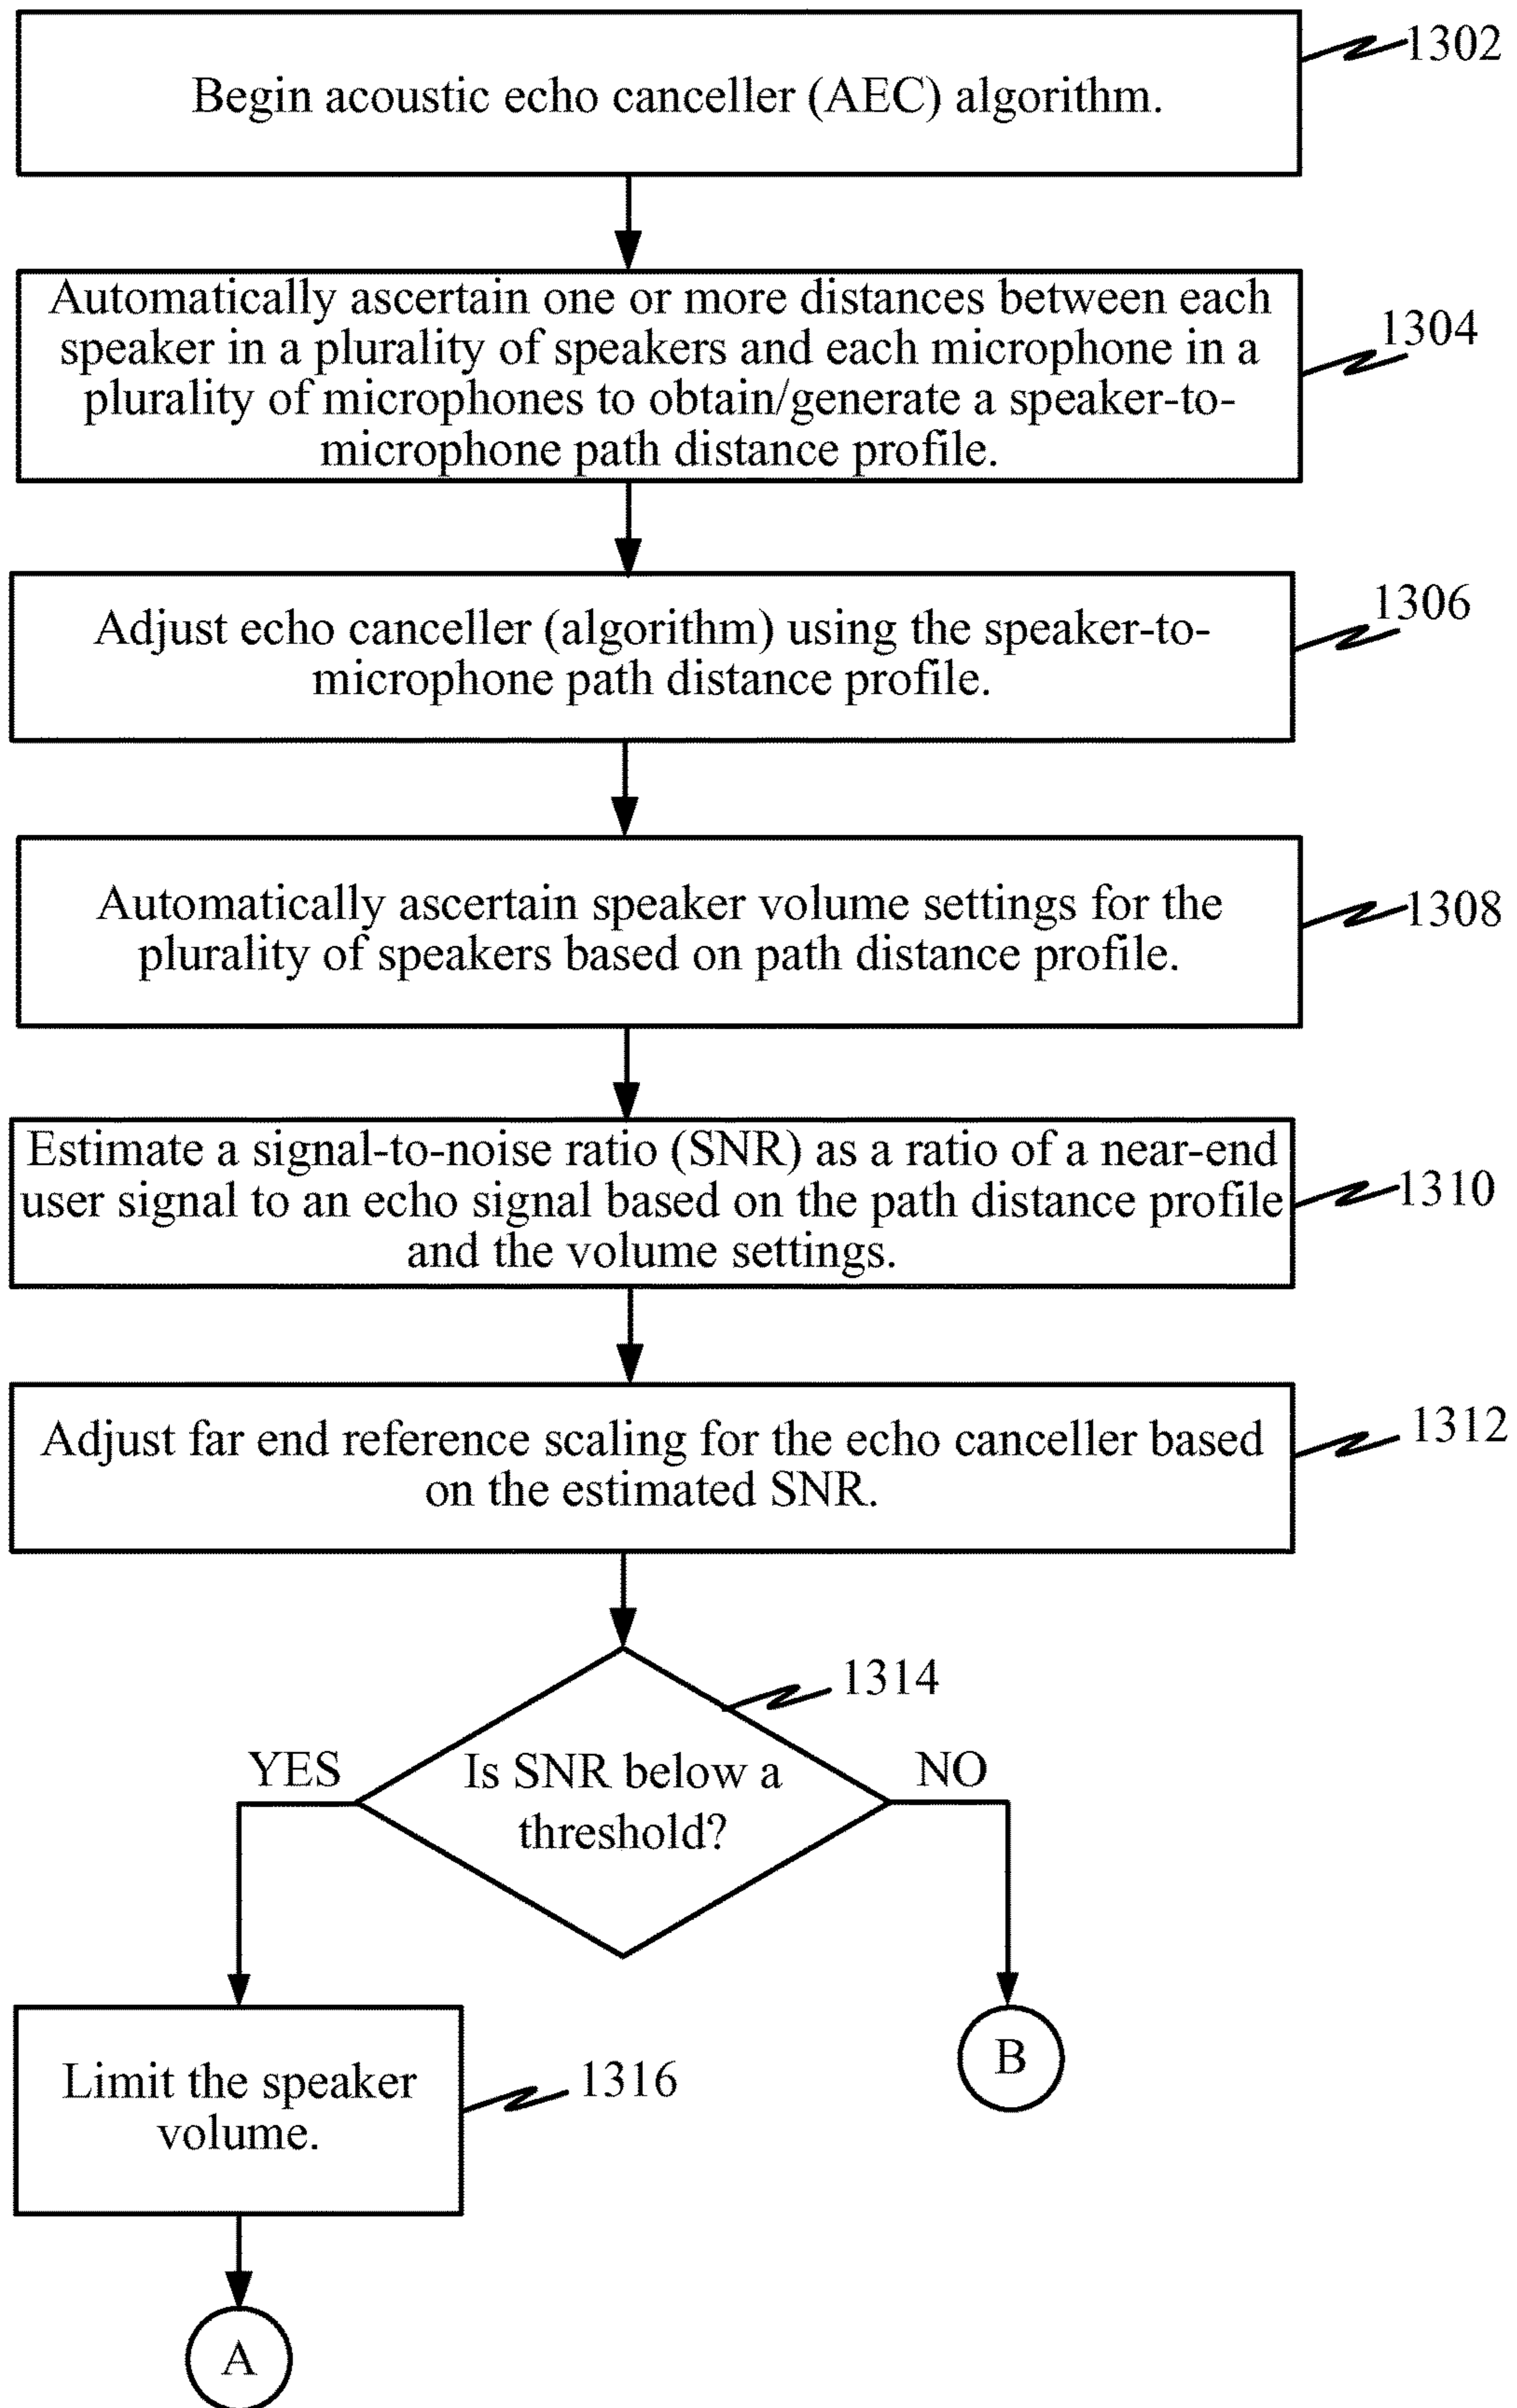 1302
Begin acoustic echo canceller (AEC) algorithm.
Automatically ascertain one or more distances between each
speaker in a plurality of speakers and each microphone in a
plurality of microphones to obtain/generate a speaker-to-
microphone path distance profile.
1304
Adjust echo canceller (algorithm) using the speaker-to-
microphone path distance profile.
1306
Automatically ascertain speaker volume settings for the
plurality of speakers based on path distance profile.
1308
Estimate a signal-to-noise ratio (SNR) as a ratio of a near-end
user signal to an echo signal based on the path distance profile
and the volume settings.
1310
Adjust far end reference scaling for the echo canceller based
on the estimated SNR.
1312
1314
YES
Is SNR below a
threshold?
NO
Limit the speaker
volume.
1316
B
A